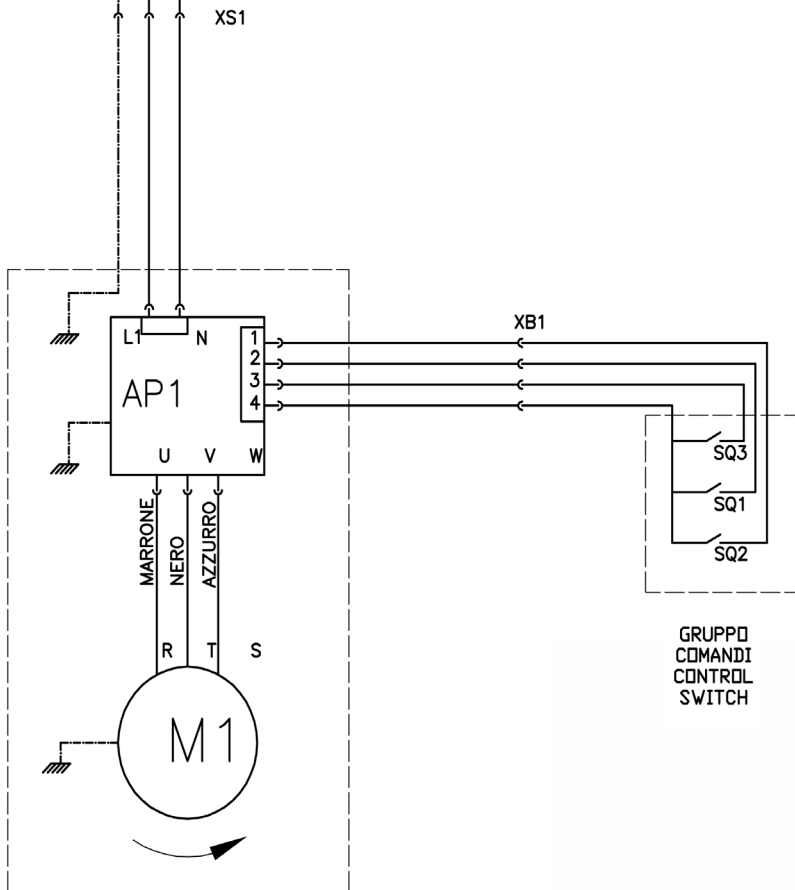 XS1
XB1
L1 N 1
2
3
4
AP1
U V W
SQ3
SQ1
SQ2
MARRONE
NERO
AZZURRO
GRUPPO
COMANDI
CONTROL
SWITCH
R T S
M1